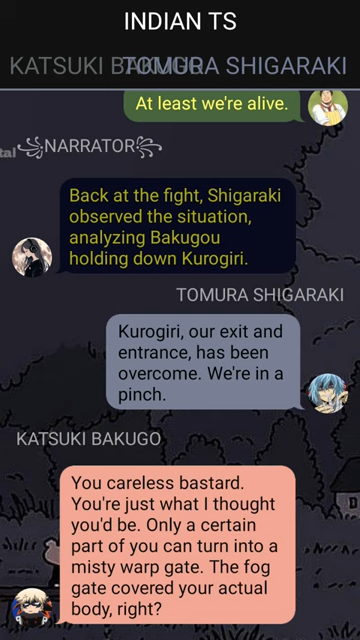 INDIAN TS
KATSUKI BAKUGO
TOMURA SHIGARAKI
At least we're alive.
꧁NARRATOR꧂
Back at the fight, Shigaraki
observed the situation,
analyzing Bakugou
holding down Kurogiri.
TOMURA SHIGARAKI
Kurogiri, our exit and
entrance, has been
overcome. We're in a
pinch.
KATSUKI BAKUGO
You careless bastard.
You're just what I thought
you'd be. Only a certain
part of you can turn into a
misty warp gate. The fog
gate covered your actual
body, right?